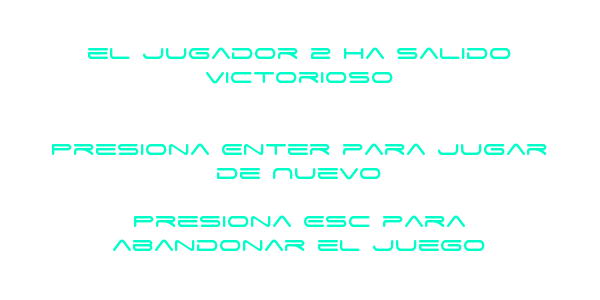 EL JUGADOR 2 HA SALIDO
VICTORIOSO
PRESIONA ENTER PARA JUGAR
DE NUEVO
PRESIONA ESC PARA
ABANDONAR EL JUEGO